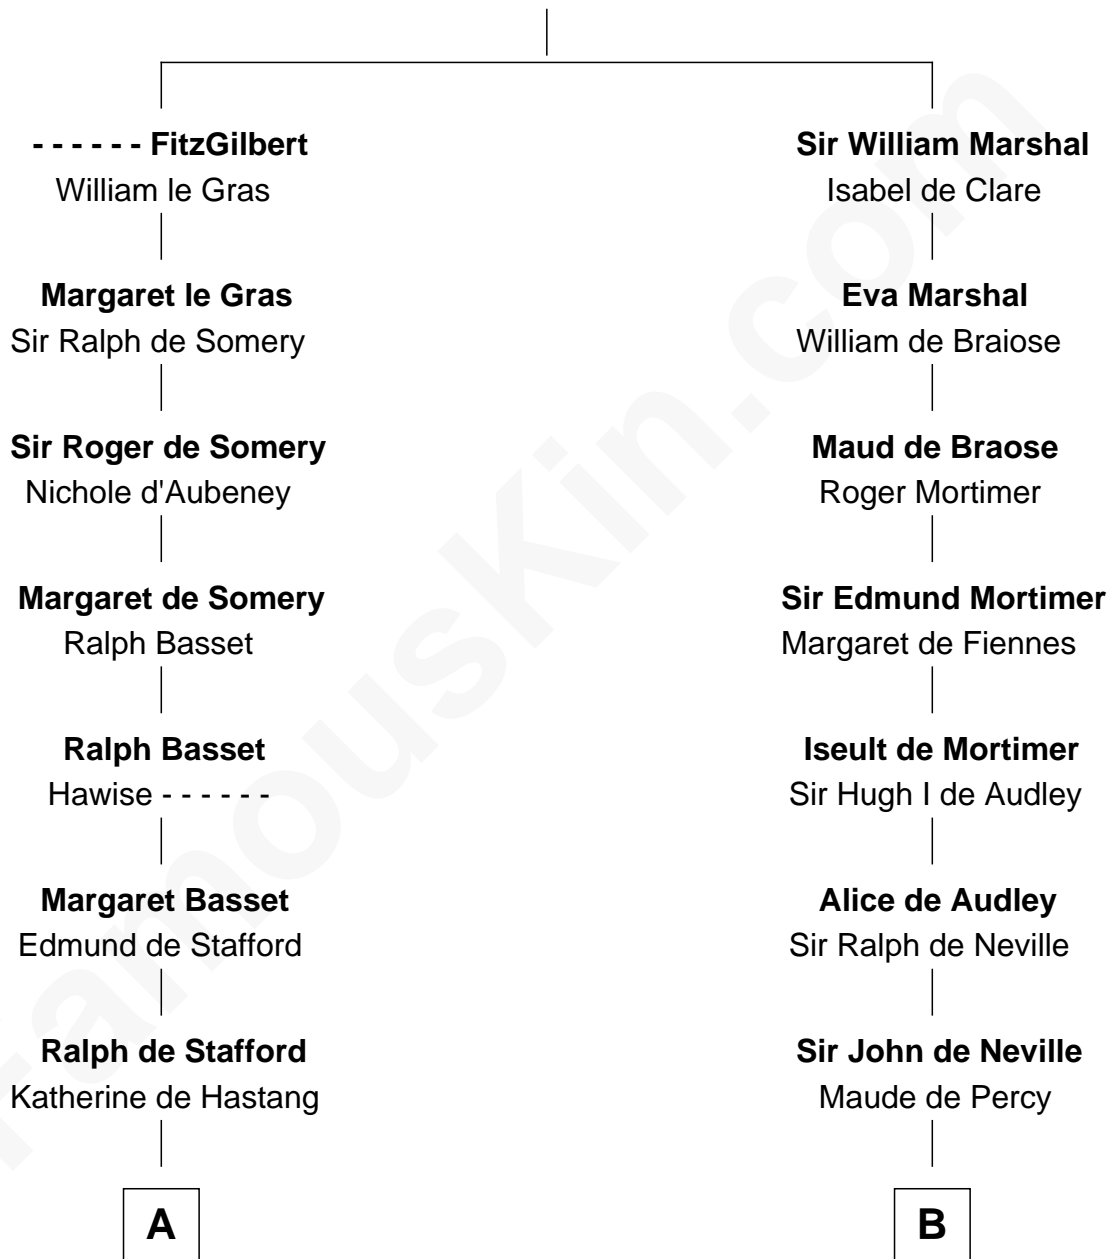 - - - - - - FitzGilbert
William le Gras
Margaret le Gras
Sir Ralph de Somery
Sir Roger de Somery
Nichole d'Aubeney
Margaret de Somery
Ralph Basset
Ralph Basset
Hawise - - - - - -
Margaret Basset
Edmund de Stafford
Ralph de Stafford
Katherine de Hastang
A
Sir William Marshal
Isabel de Clare
Eva Marshal
William de Braiose
Maud de Braose
Roger Mortimer
Sir Edmund Mortimer
Margaret de Fiennes
Iseult de Mortimer
Sir Hugh I de Audley
Alice de Audley
Sir Ralph de Neville
Sir John de Neville
Maude de Percy
B
FamousKin.com